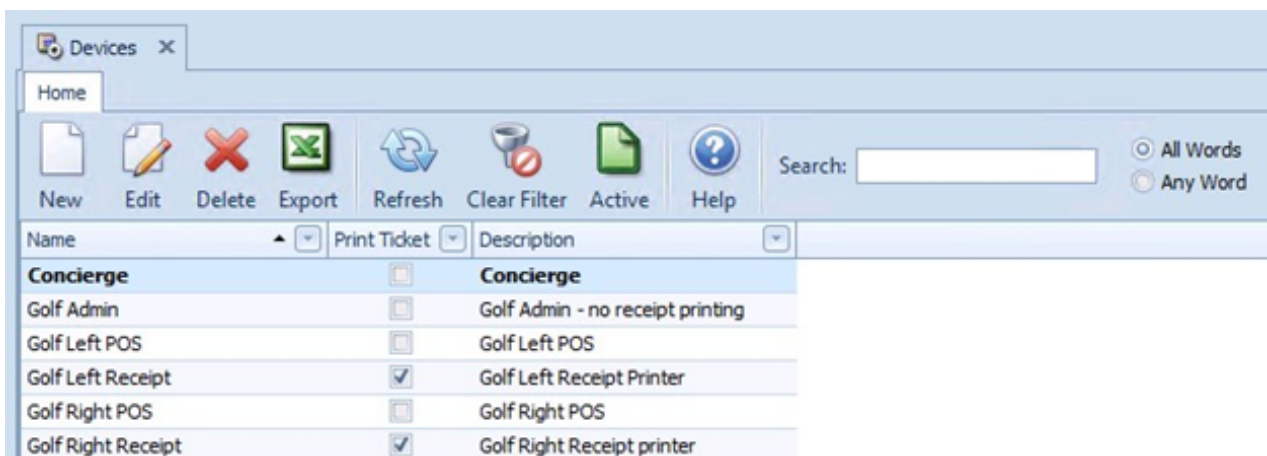 Devices
Home
New Edit Delete Export Refresh Clear Filter Active Help Search: All Words
Any Word
Name Print Ticket Description
Concierge Concierge
Golf Admin Golf Admin - no receipt printing
Golf Left POS Golf Left POS
Golf Left Receipt Golf Left Receipt Printer
Golf Right POS Golf Right POS
Golf Right Receipt Golf Right Receipt printer